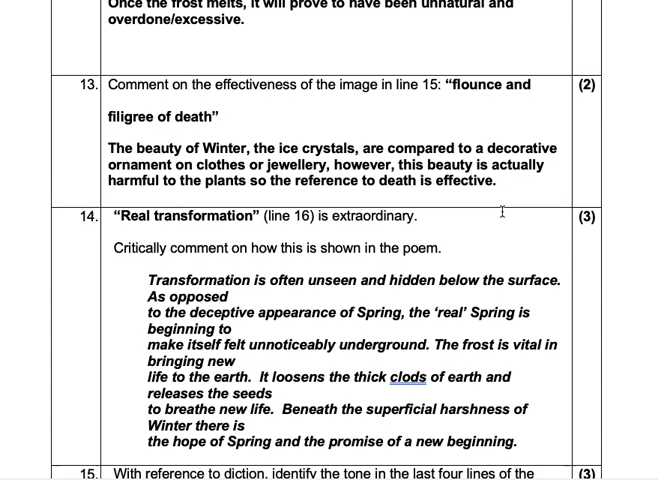 Once the frost melts, it will prove to have been unnatural and
overdone/excessive.
13. Comment on the effectiveness of the image in line 15: “flounce and (2)
filigree of death”
The beauty of Winter, the ice crystals, are compared to a decorative
ornament on clothes or jewellery, however, this beauty is actually
harmful to the plants so the reference to death is effective.
14. “Real transformation” (line 16) is extraordinary. (3)
Critically comment on how this is shown in the poem.
Transformation is often unseen and hidden below the surface.
As opposed
to the deceptive appearance of Spring, the ‘real’ Spring is
beginning to
make itself felt unnoticeably underground. The frost is vital in
bringing new
life to the earth.  It loosens the thick clods of earth and
releases the seeds
to breathe new life.  Beneath the superficial harshness of
Winter there is
the hope of Spring and the promise of a new beginning.
15. With reference to diction, identify the tone in the last four lines of the (3)